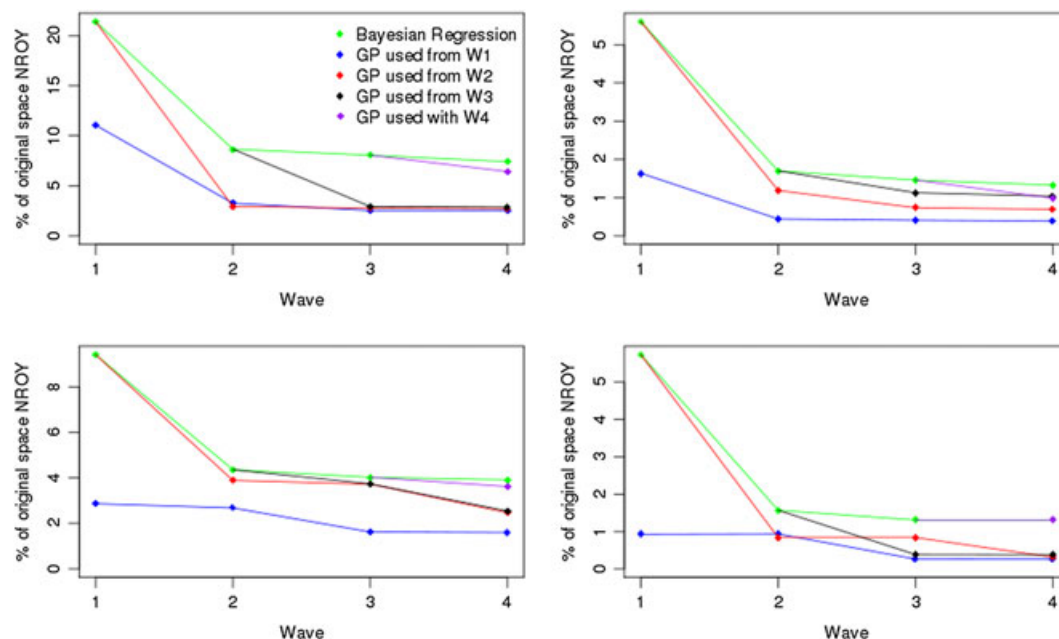 % of original space NROY
20
15
10
5
0
Bayesian Regression
GP used from W1
GP used from W2
GP used from W3
GP used with W4
1 2 3 4
Wave
% of original space NROY
5
4
3
2
1
0
1 2 3 4
Wave
% of original space NROY
8
6
4
2
0
1 2 3 4
Wave
% of original space NROY
5
4
3
2
1
0
1 2 3 4
Wave